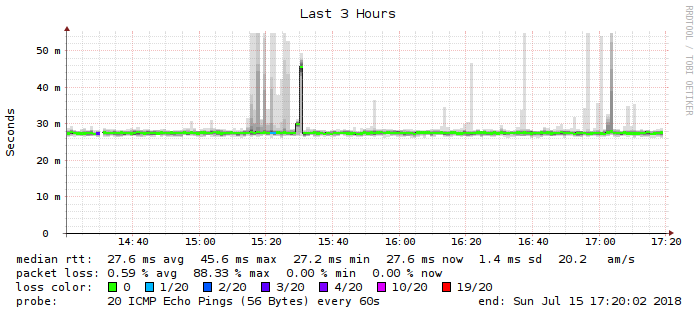 Last 3 Hours
RRDTOOL / TOBI OETIKER
Seconds
50 m
40 m
30 m
20 m
10 m
0
14:40 15:00 15:20 15:40 16:00 16:20 16:40 17:00 17:20
median rtt: 27.6 ms avg 45.6 ms max 27.2 ms min 27.6 ms now 1.4 ms sd 20.2 am/s
packet loss: 0.59 % avg 88.33 % max 0.00 % min 0.00 % now
loss color: 0 1/20 2/20 3/20 4/20 10/20 19/20
probe: 20 ICMP Echo Pings (56 Bytes) every 60s end: Sun Jul 15 17:20:02 2018